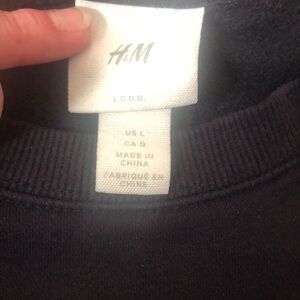 H&M
L.O.G.G.
US L
CA G
MADE IN
CHINA
FABRIQUÉ EN
CHINE